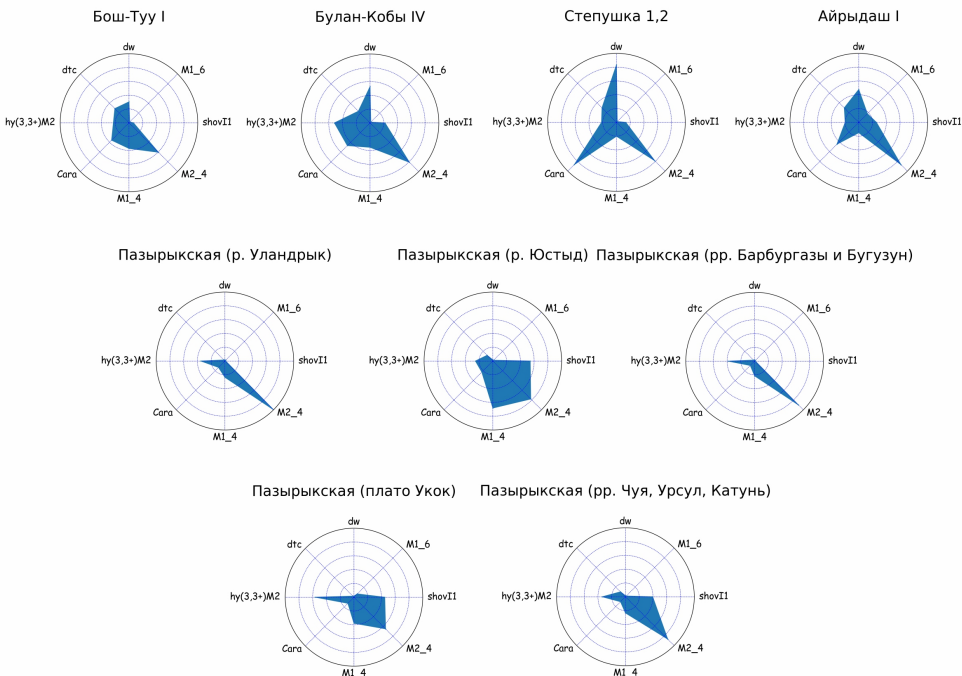 Бош-Туу I
Булан-Кобы IV
Степушка 1,2
Айрыдаш I
dw
M1_6
shovI1
M2_4
M1_4
Cara
hy(3,3+)M2
dtc
dw
M1_6
shovI1
M2_4
M1_4
Cara
hy(3,3+)M2
dtc
dw
M1_6
shovI1
M2_4
M1_4
Cara
hy(3,3+)M2
dtc
dw
M1_6
shovI1
M2_4
M1_4
Cara
hy(3,3+)M2
dtc
Пазырыкская (р. Уландрык)
Пазырыкская (р. Юстыд)
Пазырыкская (рр. Барбургазы и Бугузун)
dw
M1_6
shovI1
M2_4
M1_4
Cara
hy(3,3+)M2
dtc
dw
M1_6
shovI1
M2_4
M1_4
Cara
hy(3,3+)M2
dtc
dw
M1_6
shovI1
M2_4
M1_4
Cara
hy(3,3+)M2
dtc
Пазырыкская (плато Укок)
Пазырыкская (рр. Чуя, Урсул, Катунь)
dw
M1_6
shovI1
M2_4
M1_4
Cara
hy(3,3+)M2
dtc
dw
M1_6
shovI1
M2_4
M1_4
Cara
hy(3,3+)M2
dtc